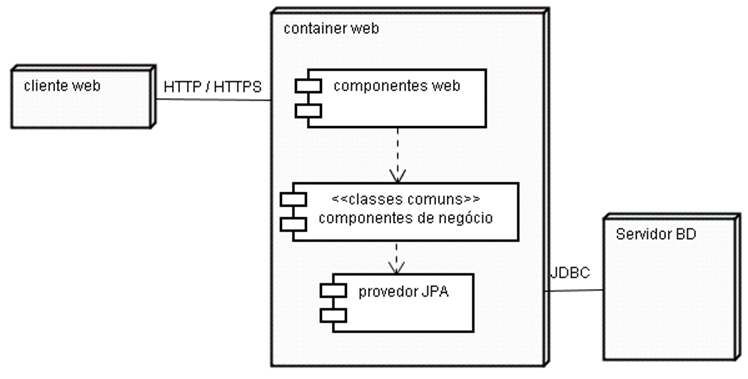 container web
cliente web
HTTP / HTTPS
componentes web
<<classes comuns>>
componentes de negócio
Servidor BD
JDBC
provedor JPA